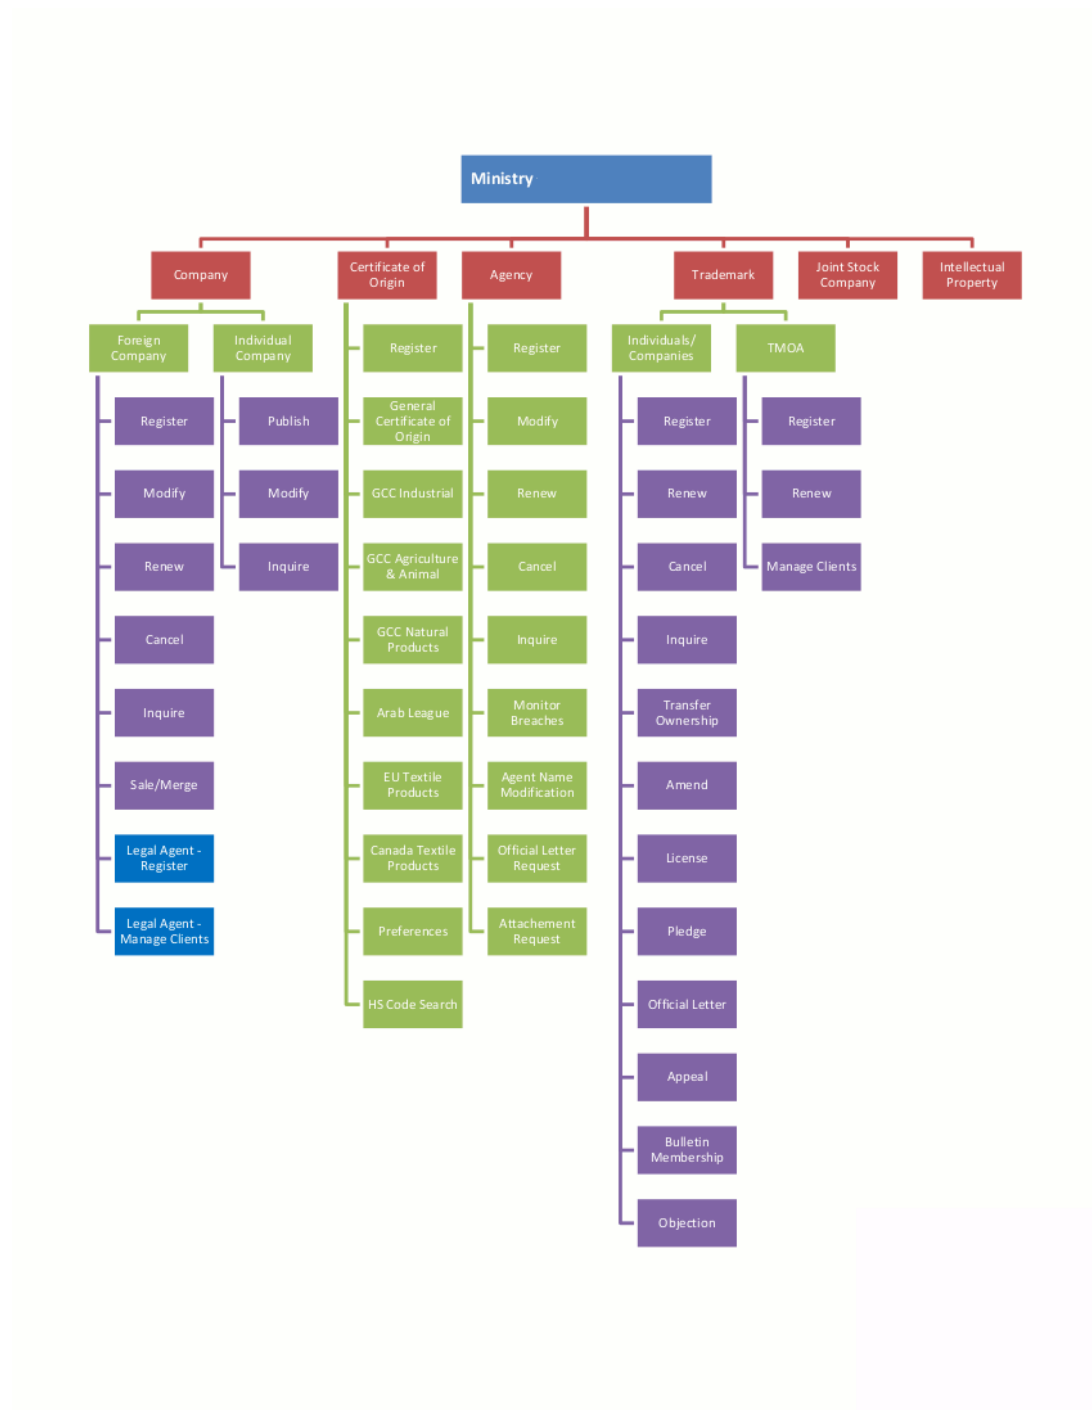 Ministry
Company
Certificate of
Origin
Agency
Trademark
Joint Stock
Company
Intellectual
Property
Foreign
Company
Register
Modify
Renew
Cancel
Inquire
Sale/Merge
Legal Agent -
Register
Legal Agent -
Manage Clients
Individual
Company
Publish
Modify
Inquire
Register
General
Certificate of
Origin
GCC Industrial
GCC Agriculture
& Animal
GCC Natural
Products
Arab League
EU Textile
Products
Canada Textile
Products
Preferences
HS Code Search
Register
Modify
Renew
Cancel
Inquire
Monitor
Breaches
Agent Name
Modification
Official Letter
Request
Attachement
Request
Individuals/
Companies
Register
Renew
Cancel
Inquire
Transfer
Ownership
Amend
License
Pledge
Official Letter
Appeal
Bulletin
Membership
Objection
TMOA
Register
Renew
Manage Clients